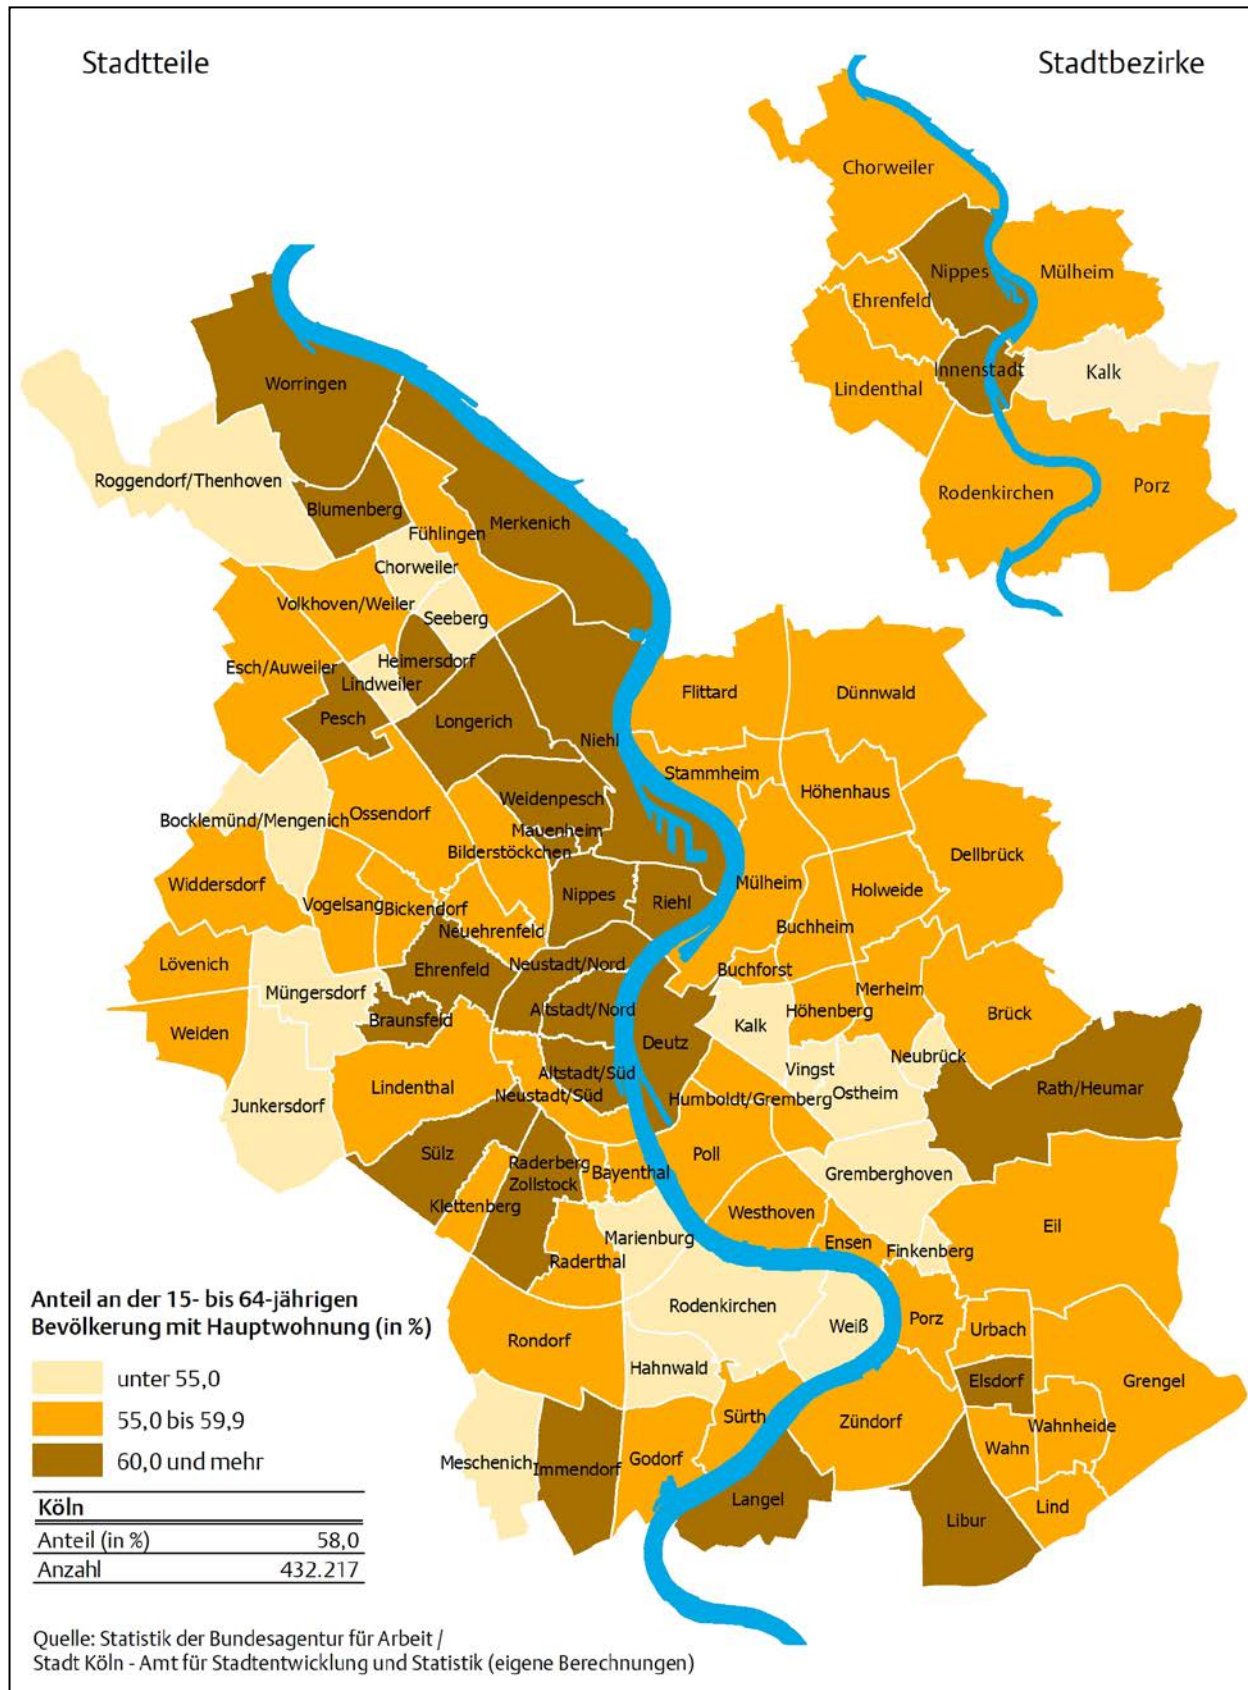 Stadtteile
Stadtbezirke
Chorweiler
Nippes
Mülheim
Ehrenfeld
Innenstadt
Kalk
Lindenthal
Rodenkirchen
Porz
Worringen
Roggendorf/Thenhoven
Blumenberg
Merkenich
Fühlingen
Chorweiler
Volkhoven/Weiler
Seeberg
Esch/Auweiler
Heimersdorf
Lindweiler
Pesch
Longerich
Niehl
Flittard
Dünnwald
Stammheim
Höhenhaus
Weidenpesch
Bocklemünd/Mengenich
Ossendorf
Mauenheim
Bilderstöckchen
Dellbrück
Widdersdorf
Vogelsang
Bickendorf
Nippes
Riehl
Mülheim
Holweide
Neuehrenfeld
Buchheim
Lövenich
Ehrenfeld
Neustadt/Nord
Buchforst
Müngersdorf
Merheim
Altstadt/Nord
Höhenberg
Brück
Braunsfeld
Kalk
Weiden
Deutz
Neubrück
Vingst
Altstadt/Süd
Lindenthal
Neustadt/Süd
Humboldt/Gremberg
Ostheim
Rath/Heumar
Junkersdorf
Sülz
Raderberg
Zollstock
Bayenthal
Poll
Gremberghoven
Klettenberg
Westhoven
Eil
Marienburg
Ensen
Finkenberg
Raderthal
Rodenkirchen
Weiß
Porz
Urbach
Rondorf
Hahnwald
Elsdorf
Grengel
Sürth
Zündorf
Wahnheide
Wahn
Meschenich
Immendorf
Godorf
Langel
Libur
Lind
Anteil an der 15- bis 64-jährigen
Bevölkerung mit Hauptwohnung (in %)
unter 55,0
55,0 bis 59,9
60,0 und mehr
Köln
Anteil (in %) 58,0
Anzahl 432.217
Quelle: Statistik der Bundesagentur für Arbeit /
Stadt Köln - Amt für Stadtentwicklung und Statistik (eigene Berechnungen)